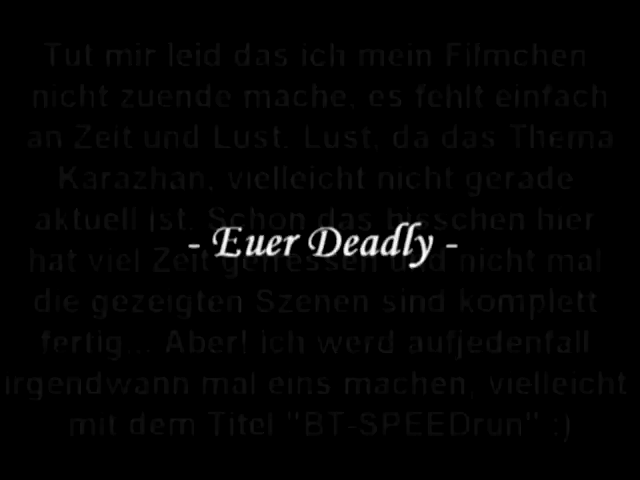 Tut mir leid das ich mein Filmchen
nicht zuende mache, es fehlt einfach
an Zeit und Lust. Lust, da das Thema
Karazhan, vielleicht nicht gerade
aktuell ist. Schon das bisschen hier
- Euer Deadly -
hat viel Zeit gefressen und nicht mal
die gezeigten Szenen sind komplett
fertig... Aber! ich werd aufjedenfall
irgendwann mal eins machen, vielleicht
mit dem Titel "BT-SPEEDrun" :)